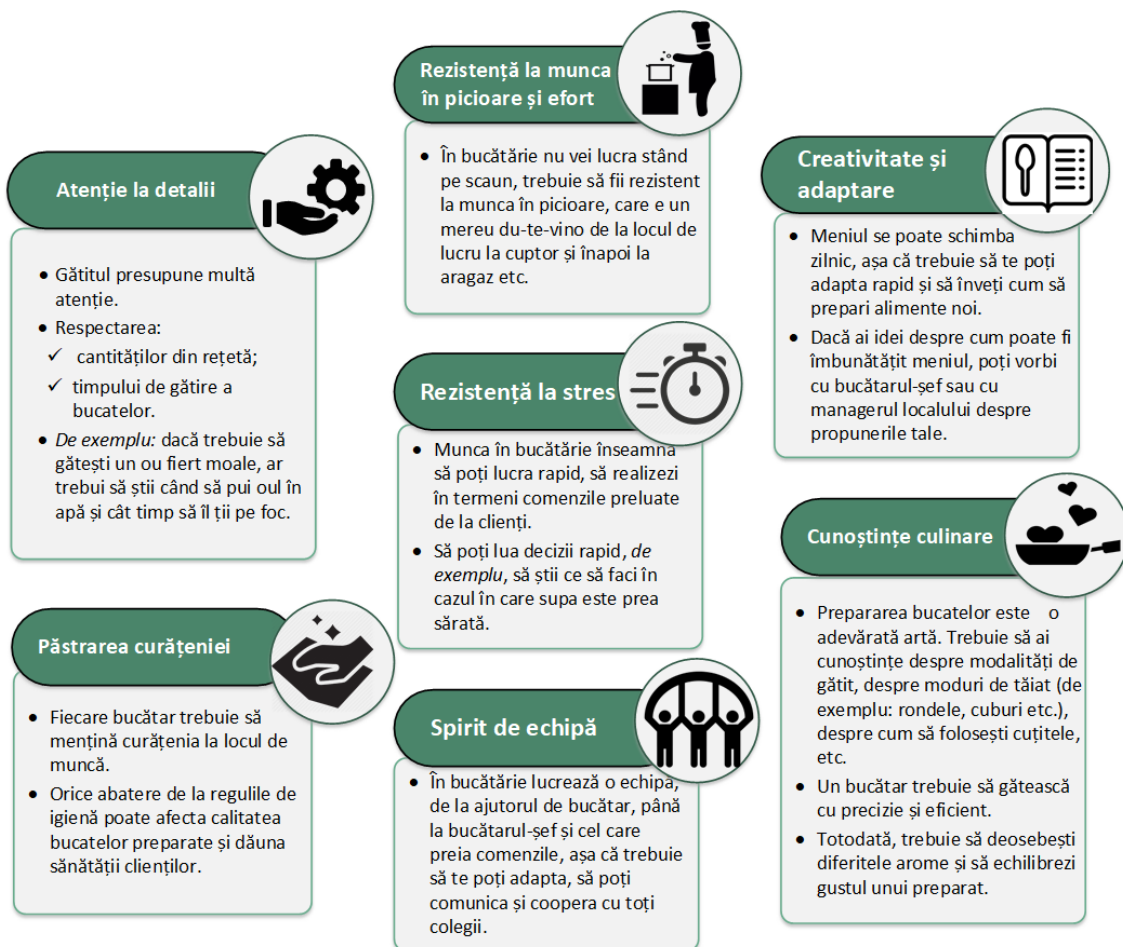 Atenție la detalii
• Gătitul presupune multă
atenție.
• Respectarea:
✓ cantităților din rețetă;
✓ timpului de gătire a
bucatelor.
• De exemplu: dacă trebuie să
gătești un ou fiert moale, ar
trebui să știi când să pui oul în
apă și cât timp să îl ții pe foc.
Păstrarea curățeniei
• Fiecare bucătar trebuie să
mențină curățenia la locul de
muncă.
• Orice abatere de la regulile de
igienă poate afecta calitatea
bucatelor preparate și dăuna
sănătății clienților.
Rezistență la munca
în picioare și efort
• În bucătărie nu vei lucra stând
pe scaun, trebuie să fii rezistent
la munca în picioare, care e un
mereu du-te-vino de la locul de
lucru la cuptor și înapoi la
aragaz etc.
Rezistență la stres
• Munca în bucătărie înseamnă
să poți lucra rapid, să realizezi
în termeni comenzile preluate
de la clienți.
• Să poți lua decizii rapid, de
exemplu, să știi ce să faci în
cazul în care supa este prea
sărată.
Spirit de echipă
• În bucătărie lucrează o echipă,
de la ajutorul de bucătar, până
la bucătarul-șef și cel care
preia comenzile, așa că trebuie
să te poți adapta, să poți
comunica și coopera cu toți
colegii.
Creativitate și
adaptare
• Meniul se poate schimba
zilnic, așa că trebuie să te poți
adapta rapid și să înveți cum să
prepari alimente noi.
• Dacă ai idei despre cum poate fi
îmbunătățit meniul, poți vorbi
cu bucătarul-șef sau cu
managerul localului despre
propunerile tale.
Cunoștințe culinare
• Prepararea bucatelor este o
adevărată artă. Trebuie să ai
cunoștințe despre modalități de
gătit, despre moduri de tăiat (de
exemplu: rondele, cuburi etc.),
despre cum să folosești cuțitele,
etc.
• Un bucătar trebuie să gătească
cu precizie și eficient.
• Totodată, trebuie să deosebești
diferitele arome și să echilibrezi
gustul unui preparat.